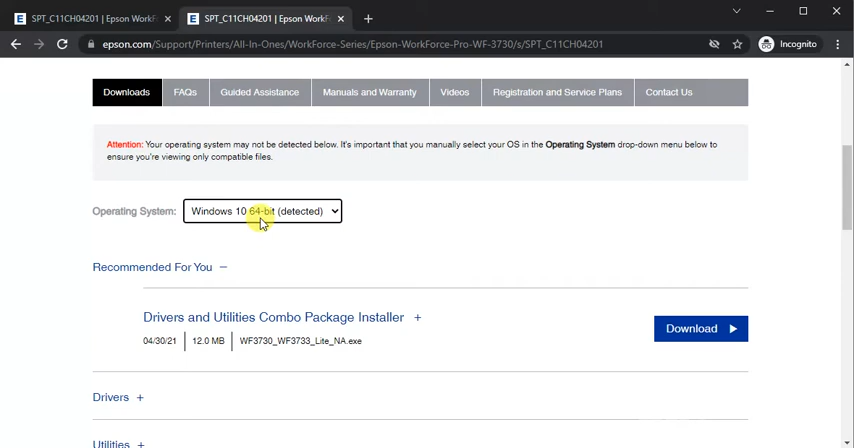 SPT_C11CH04201 | Epson WorkF
SPT_C11CH04201 | Epson WorkF
epson.com/Support/Printers/All-In-Ones/WorkForce-Series/Epson-WorkForce-Pro-WF-3730/s/SPT_C11CH04201
Incognito
Downloads
FAQs
Guided Assistance
Manuals and Warranty
Videos
Registration and Service Plans
Contact Us
Attention: Your operating system may not be detected below. It's important that you manually select your OS in the Operating System drop-down menu below to
ensure you're viewing only compatible files.
Operating System: Windows 10 64-bit (detected)
Recommended For You −
Drivers and Utilities Combo Package Installer +
04/30/21 | 12.0 MB | WF3730_WF3733_Lite_NA.exe
Download
Drivers +
Utilities +